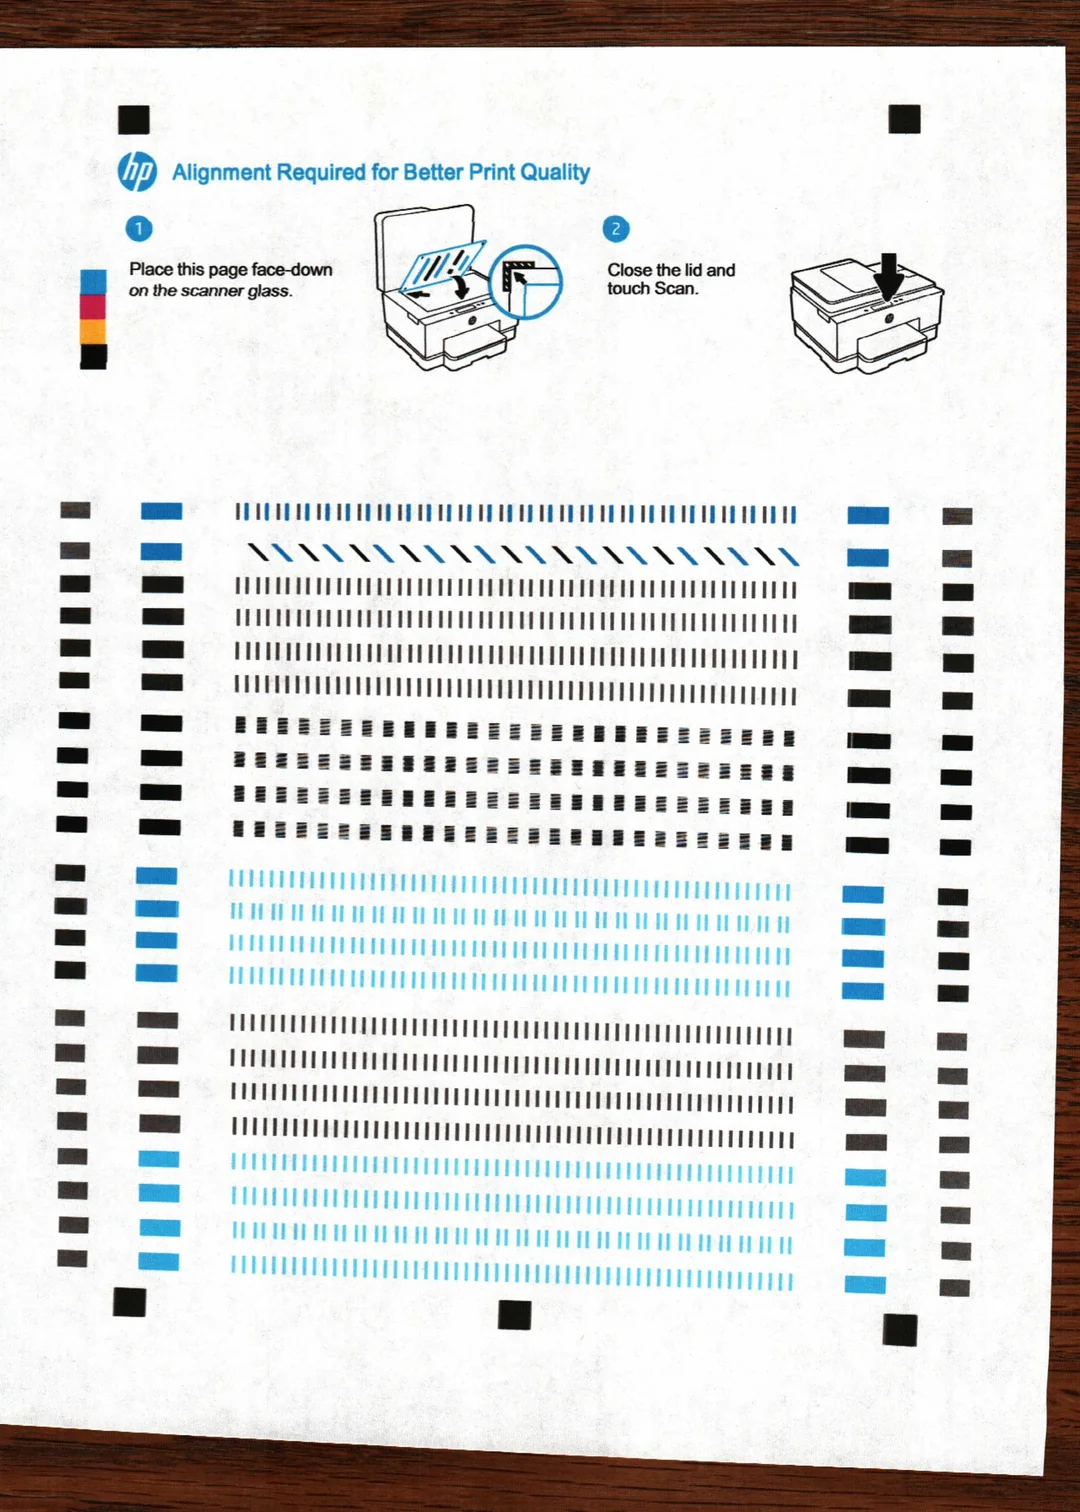 hp
Alignment Required for Better Print Quality
1
Place this page face-down
on the scanner glass.
2
Close the lid and
touch Scan.